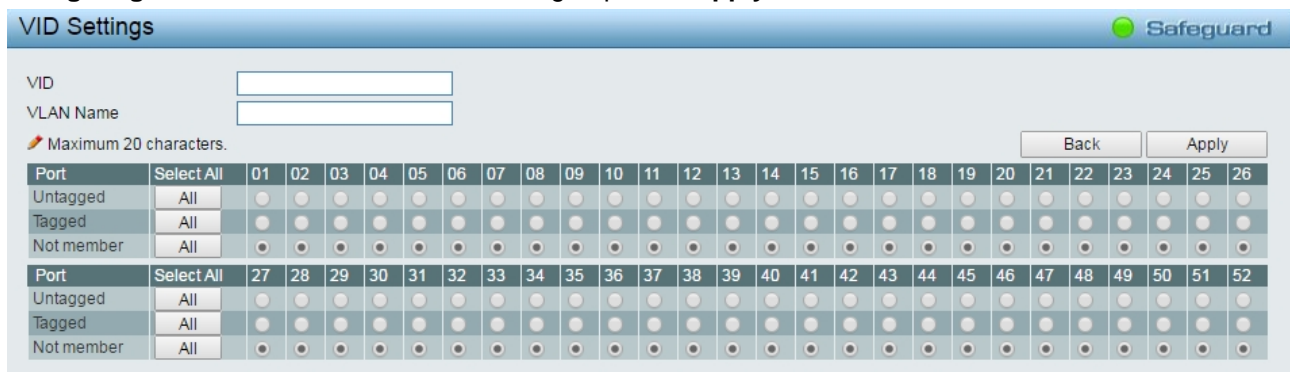 VID Settings Safeguard
VID
VLAN Name
Maximum 20 characters.
Back Apply
Port Select All 01 02 03 04 05 06 07 08 09 10 11 12 13 14 15 16 17 18 19 20 21 22 23 24 25 26
Untagged All
Tagged All
Not member All
Port Select All 27 28 29 30 31 32 33 34 35 36 37 38 39 40 41 42 43 44 45 46 47 48 49 50 51 52
Untagged All
Tagged All
Not member All